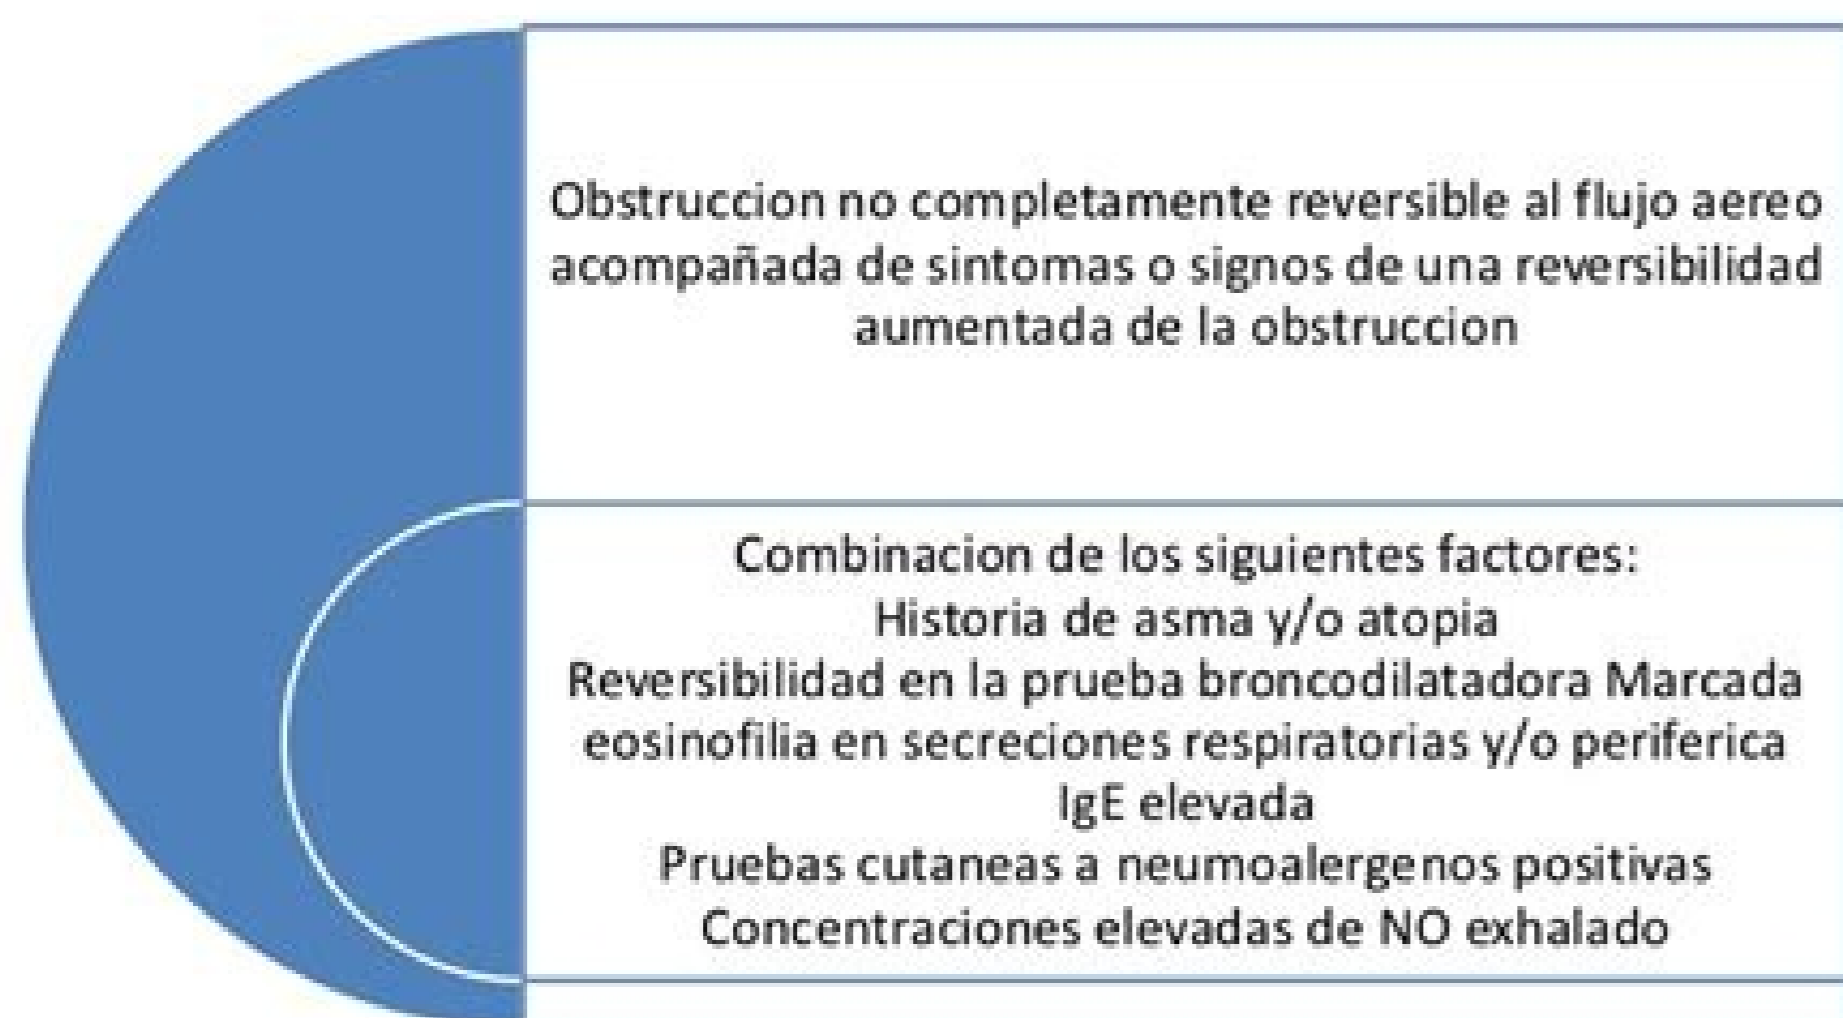 Obstruccion no completamente reversible al flujo aereo
acompañada de sintomas o signos de una reversibilidad
aumentada de la obstruccion
Combinacion de los siguientes factores:
Historia de asma y/o atopia
Reversibilidad en la prueba broncodilatadora Marcada
eosinofilia en secreciones respiratorias y/o periferica
IgE elevada
Pruebas cutaneas a neumoalergenos positivas
Concentraciones elevadas de NO exhalado